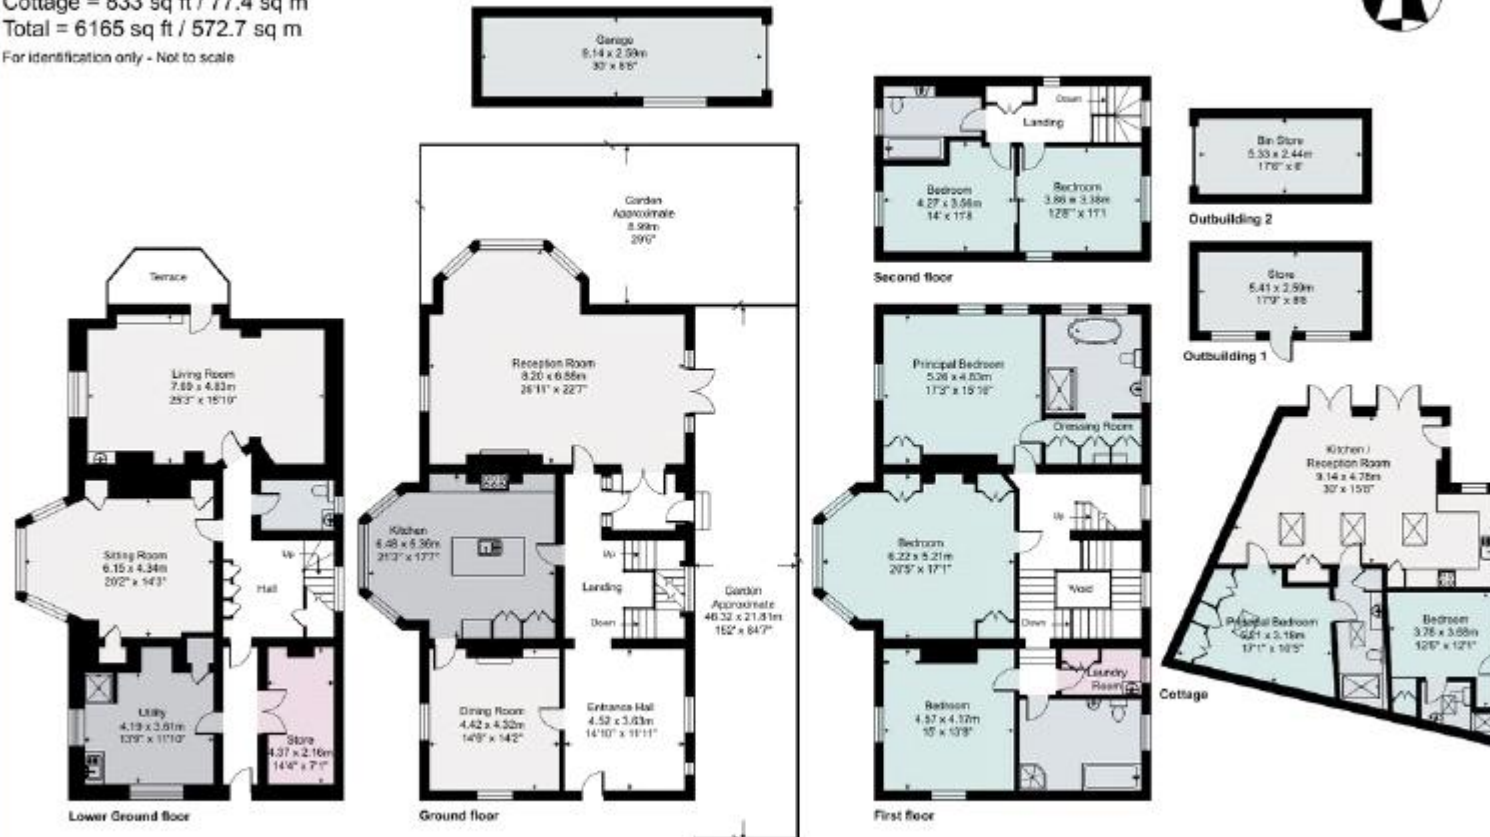 Cottage = 833 sq ft / 77.4 sq m
Total = 6165 sq ft / 572.7 sq m
For identification only - Not to scale
Garage
9.14 x 2.59m
30' x 8'6"
Garden
Approximate
8.99m
29'6"
Down
Landing
Bedroom
4.27 x 3.56m
14' x 11'8
Bedroom
3.86 x 3.38m
12'8" x 11'1
Second floor
Bin Store
5.33 x 2.44m
17'6" x 8'
Outbuilding 2
Store
5.41 x 2.59m
17'9" x 8'6
Outbuilding 1
Terrace
Living Room
7.69 x 4.83m
25'3" x 15'10"
Sitting Room
6.15 x 4.34m
20'2" x 14'3"
Up
Hall
Utility
4.19 x 3.61m
13'9" x 11'10"
Store
4.37 x 2.16m
14'4" x 7'1"
Lower Ground floor
Reception Room
8.20 x 6.88m
26'11" x 22'7"
Kitchen
6.48 x 5.36m
21'3" x 17'7"
Up
Landing
Down
Dining Room
4.42 x 4.32m
14'6" x 14'2"
Entrance Hall
4.52 x 3.63m
14'10" x 11'11"
Ground floor
Garden
Approximate
46.32 x
152' x
Principal Bedroom
5.26 x 4.83m
17'3" x 15'10"
Dressing Room
Up
Bedroom
6.22 x 5.21m
20'5" x 17'1"
Void
Down
Laundry
Room
Bedroom
4.57 x 4.17m
15' x 13'8"
First floor
Kitchen /
Reception Room
9.14 x 4.78m
30' x 15'8"
Principal Bedroom
x 3.18m
17'1" x 10'5"
Bedroom
3.78 x 3.68m
12'5" x 12'1"
Cottage